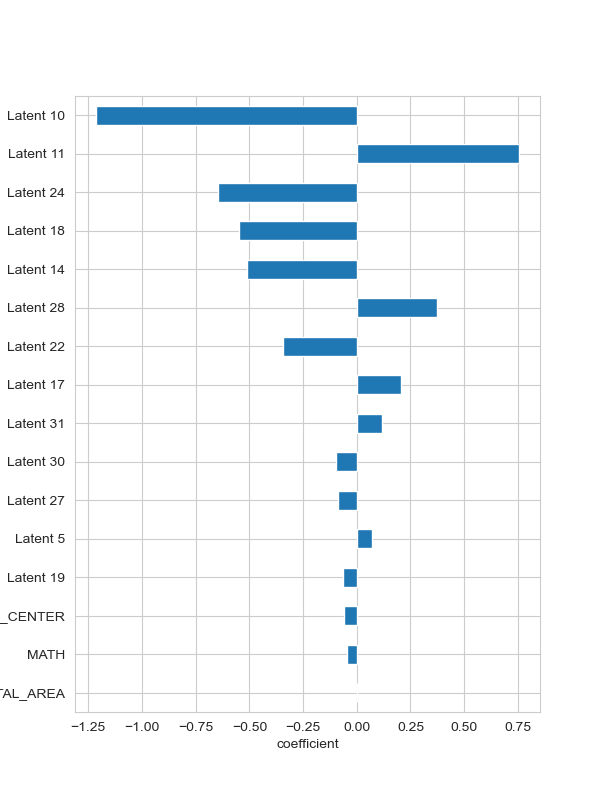 Latent 10
Latent 11
Latent 24
Latent 18
Latent 14
Latent 28
Latent 22
Latent 17
Latent 31
Latent 30
Latent 27
Latent 5
Latent 19
_CENTER
MATH
TAL_AREA
−1.25 −1.00 −0.75 −0.50 −0.25 0.00 0.25 0.50 0.75
coefficient